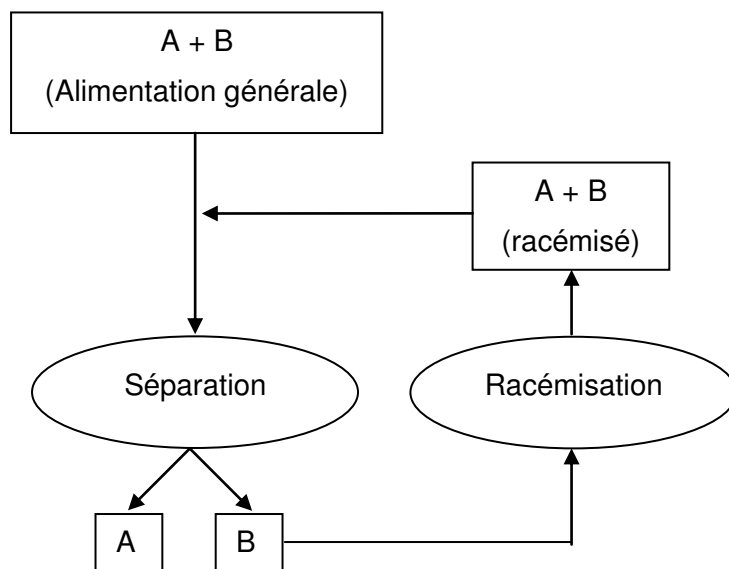 A + B
(Alimentation générale)
A + B
(racémisé)
Séparation
Racémisation
A
B